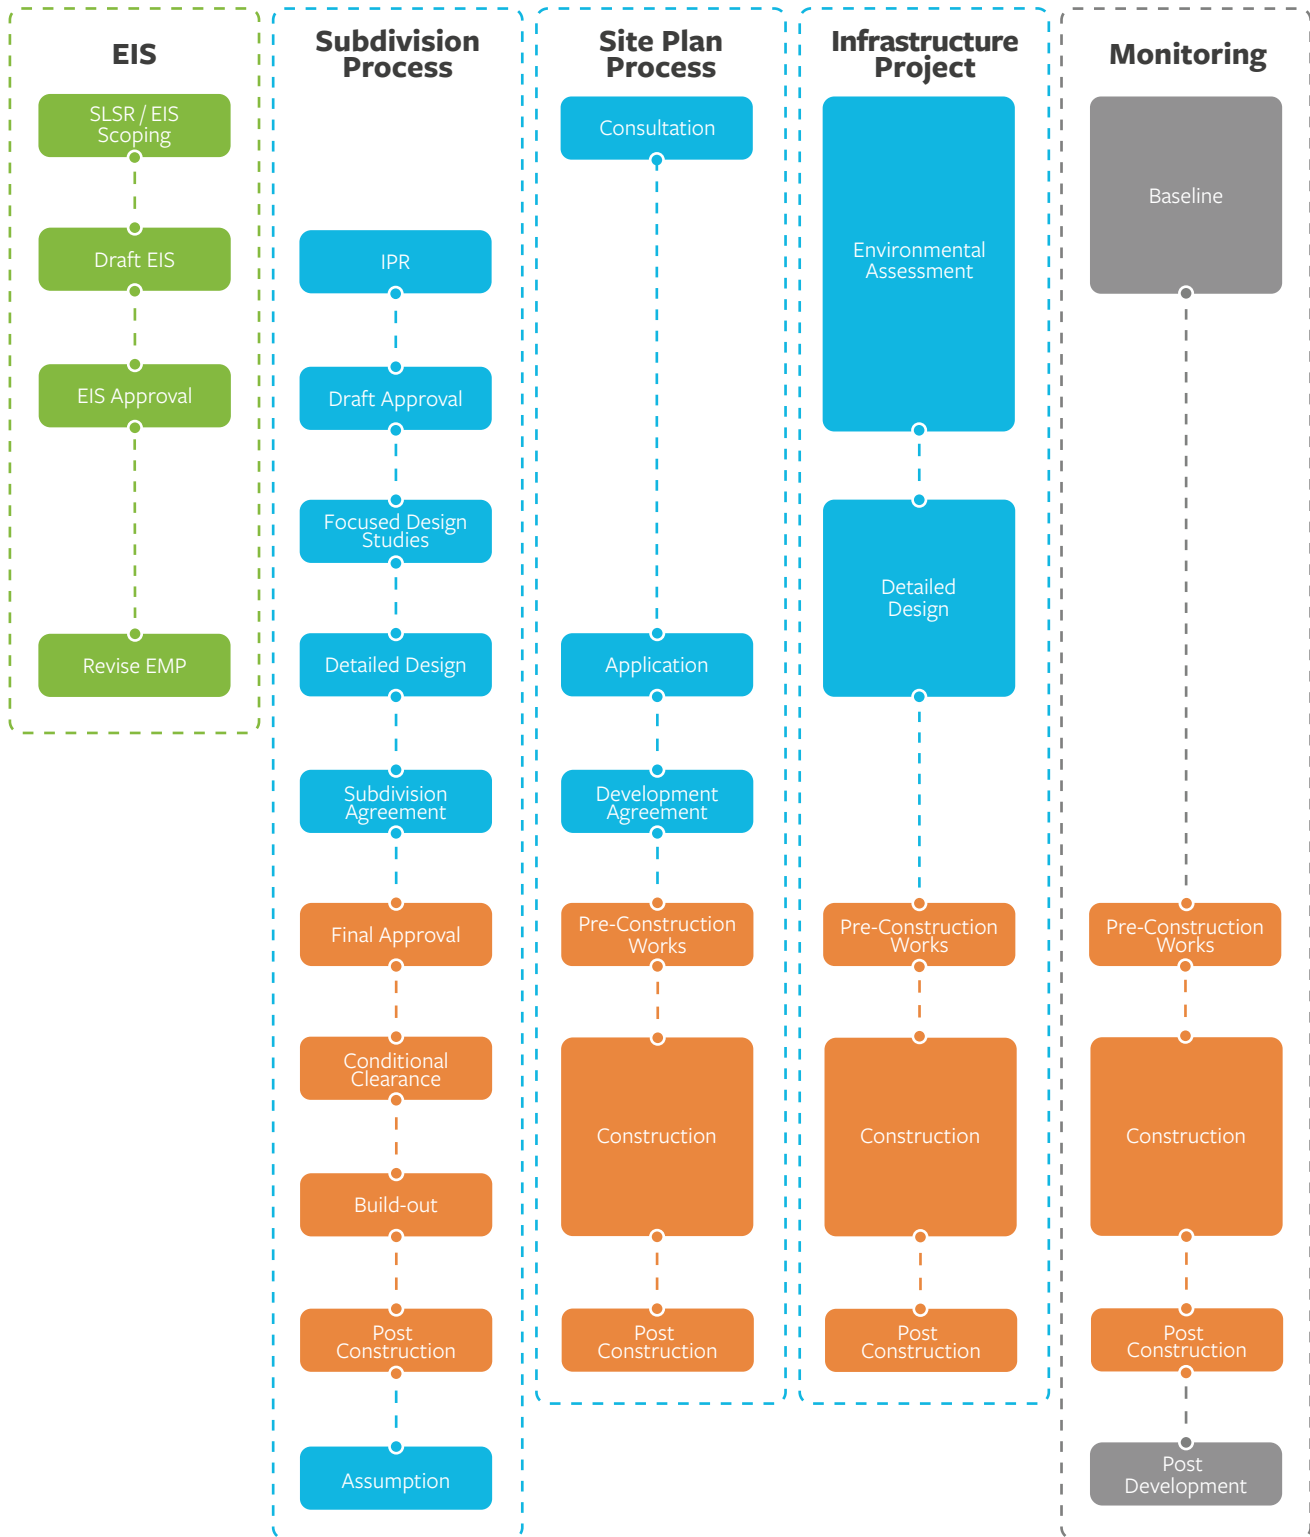 EIS
SLSR / EIS
Scoping
Draft EIS
EIS Approval
Revise EMP
Subdivision
Process
IPR
Draft Approval
Focused Design
Studies
Detailed Design
Subdivision
Agreement
Final Approval
Conditional
Clearance
Build-out
Post
Construction
Assumption
Site Plan
Process
Consultation
Application
Development
Agreement
Pre-Construction
Works
Construction
Post
Construction
Infrastructure
Project
Environmental
Assessment
Detailed
Design
Pre-Construction
Works
Construction
Post
Construction
Monitoring
Baseline
Pre-Construction
Works
Construction
Post
Construction
Post
Development